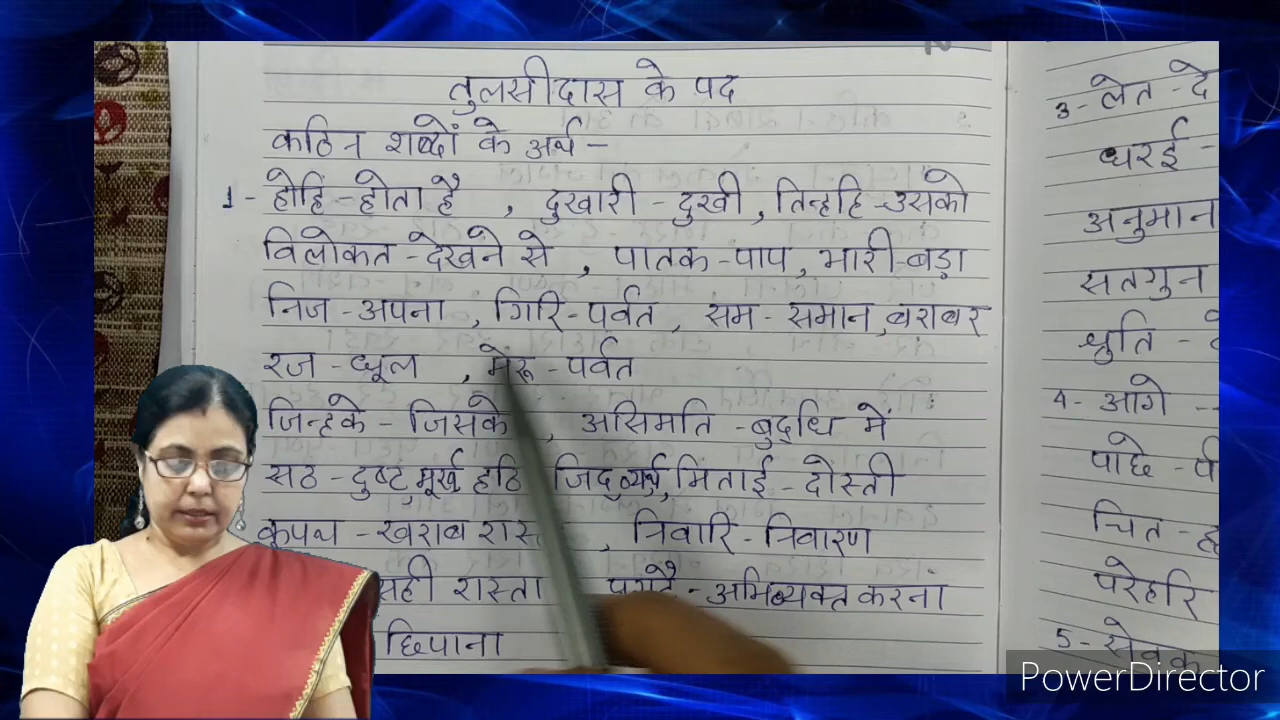 तुलसीदास के पद
कठिन शब्दों के अर्थ -
1 - होहिं - होता है , दुखारी - दुखी , तिन्हहि - उसको
विलोकत - देखने से , पातक - पाप , भारी - बड़ा
निज - अपना , गिरि - पर्वत , सम - समान , बराबर
रज - धूल , मेरू - पर्वत
जिन्हके - जिसके , असिमति - बुद्धि में
सठ - दुष्ट, मूर्ख, हठि जिद, व्यर्थ, मिताई - दोस्ती
कुपथ - खराब , निवारि - निवारण
सही रास्ता - अभिव्यक्त करना
छिपाना
3 - लेत - दे
धरई -
अनुमान
सतगुन
श्रुति -
4 - आगे -
पाछे -
चित -
परिहरि
5 - सेवक
PowerDirector